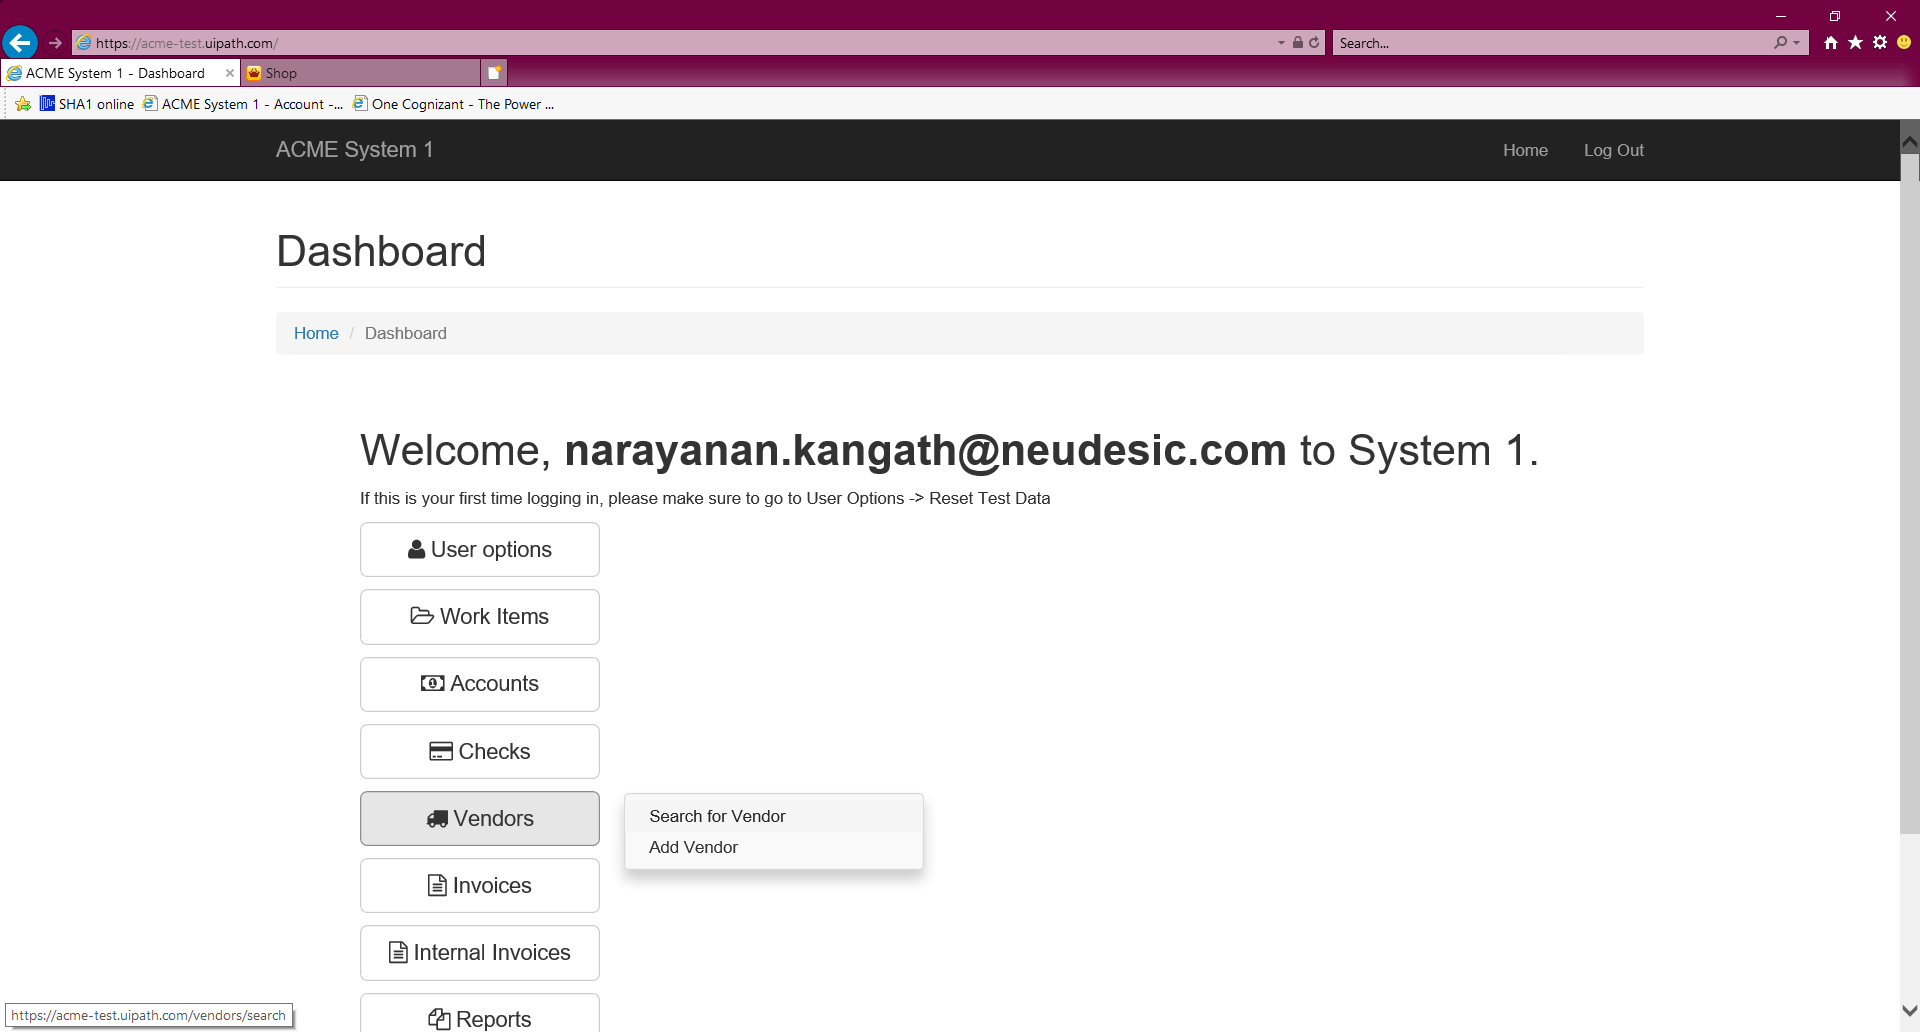 https://acme-test.uipath.com/
Search...
ACME System 1 - Dashboard
Shop
SHA1 online
ACME System 1 - Account -...
One Cognizant - The Power ...
ACME System 1
Home
Log Out
Dashboard
Home / Dashboard
Welcome, narayanan.kangath@neudesic.com to System 1.
If this is your first time logging in, please make sure to go to User Options -> Reset Test Data
User options
Work Items
Accounts
Checks
Vendors
Search for Vendor
Add Vendor
Invoices
Internal Invoices
Reports
https://acme-test.uipath.com/vendors/search